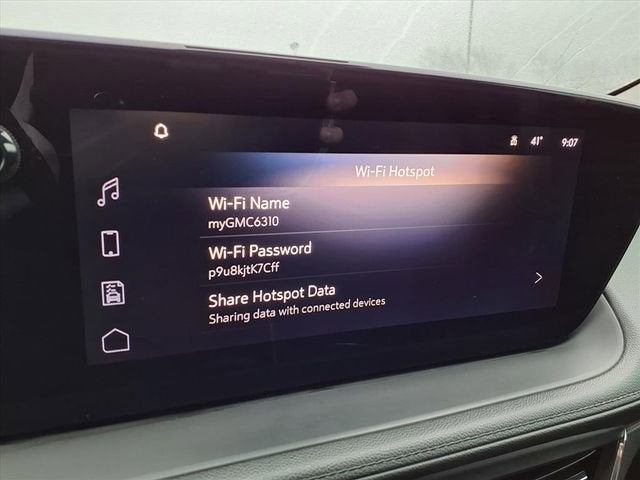 41° 9:07
Wi-Fi Hotspot
Wi-Fi Name
myGMC6310
Wi-Fi Password
p9u8kjtK7Cff
Share Hotspot Data
Sharing data with connected devices